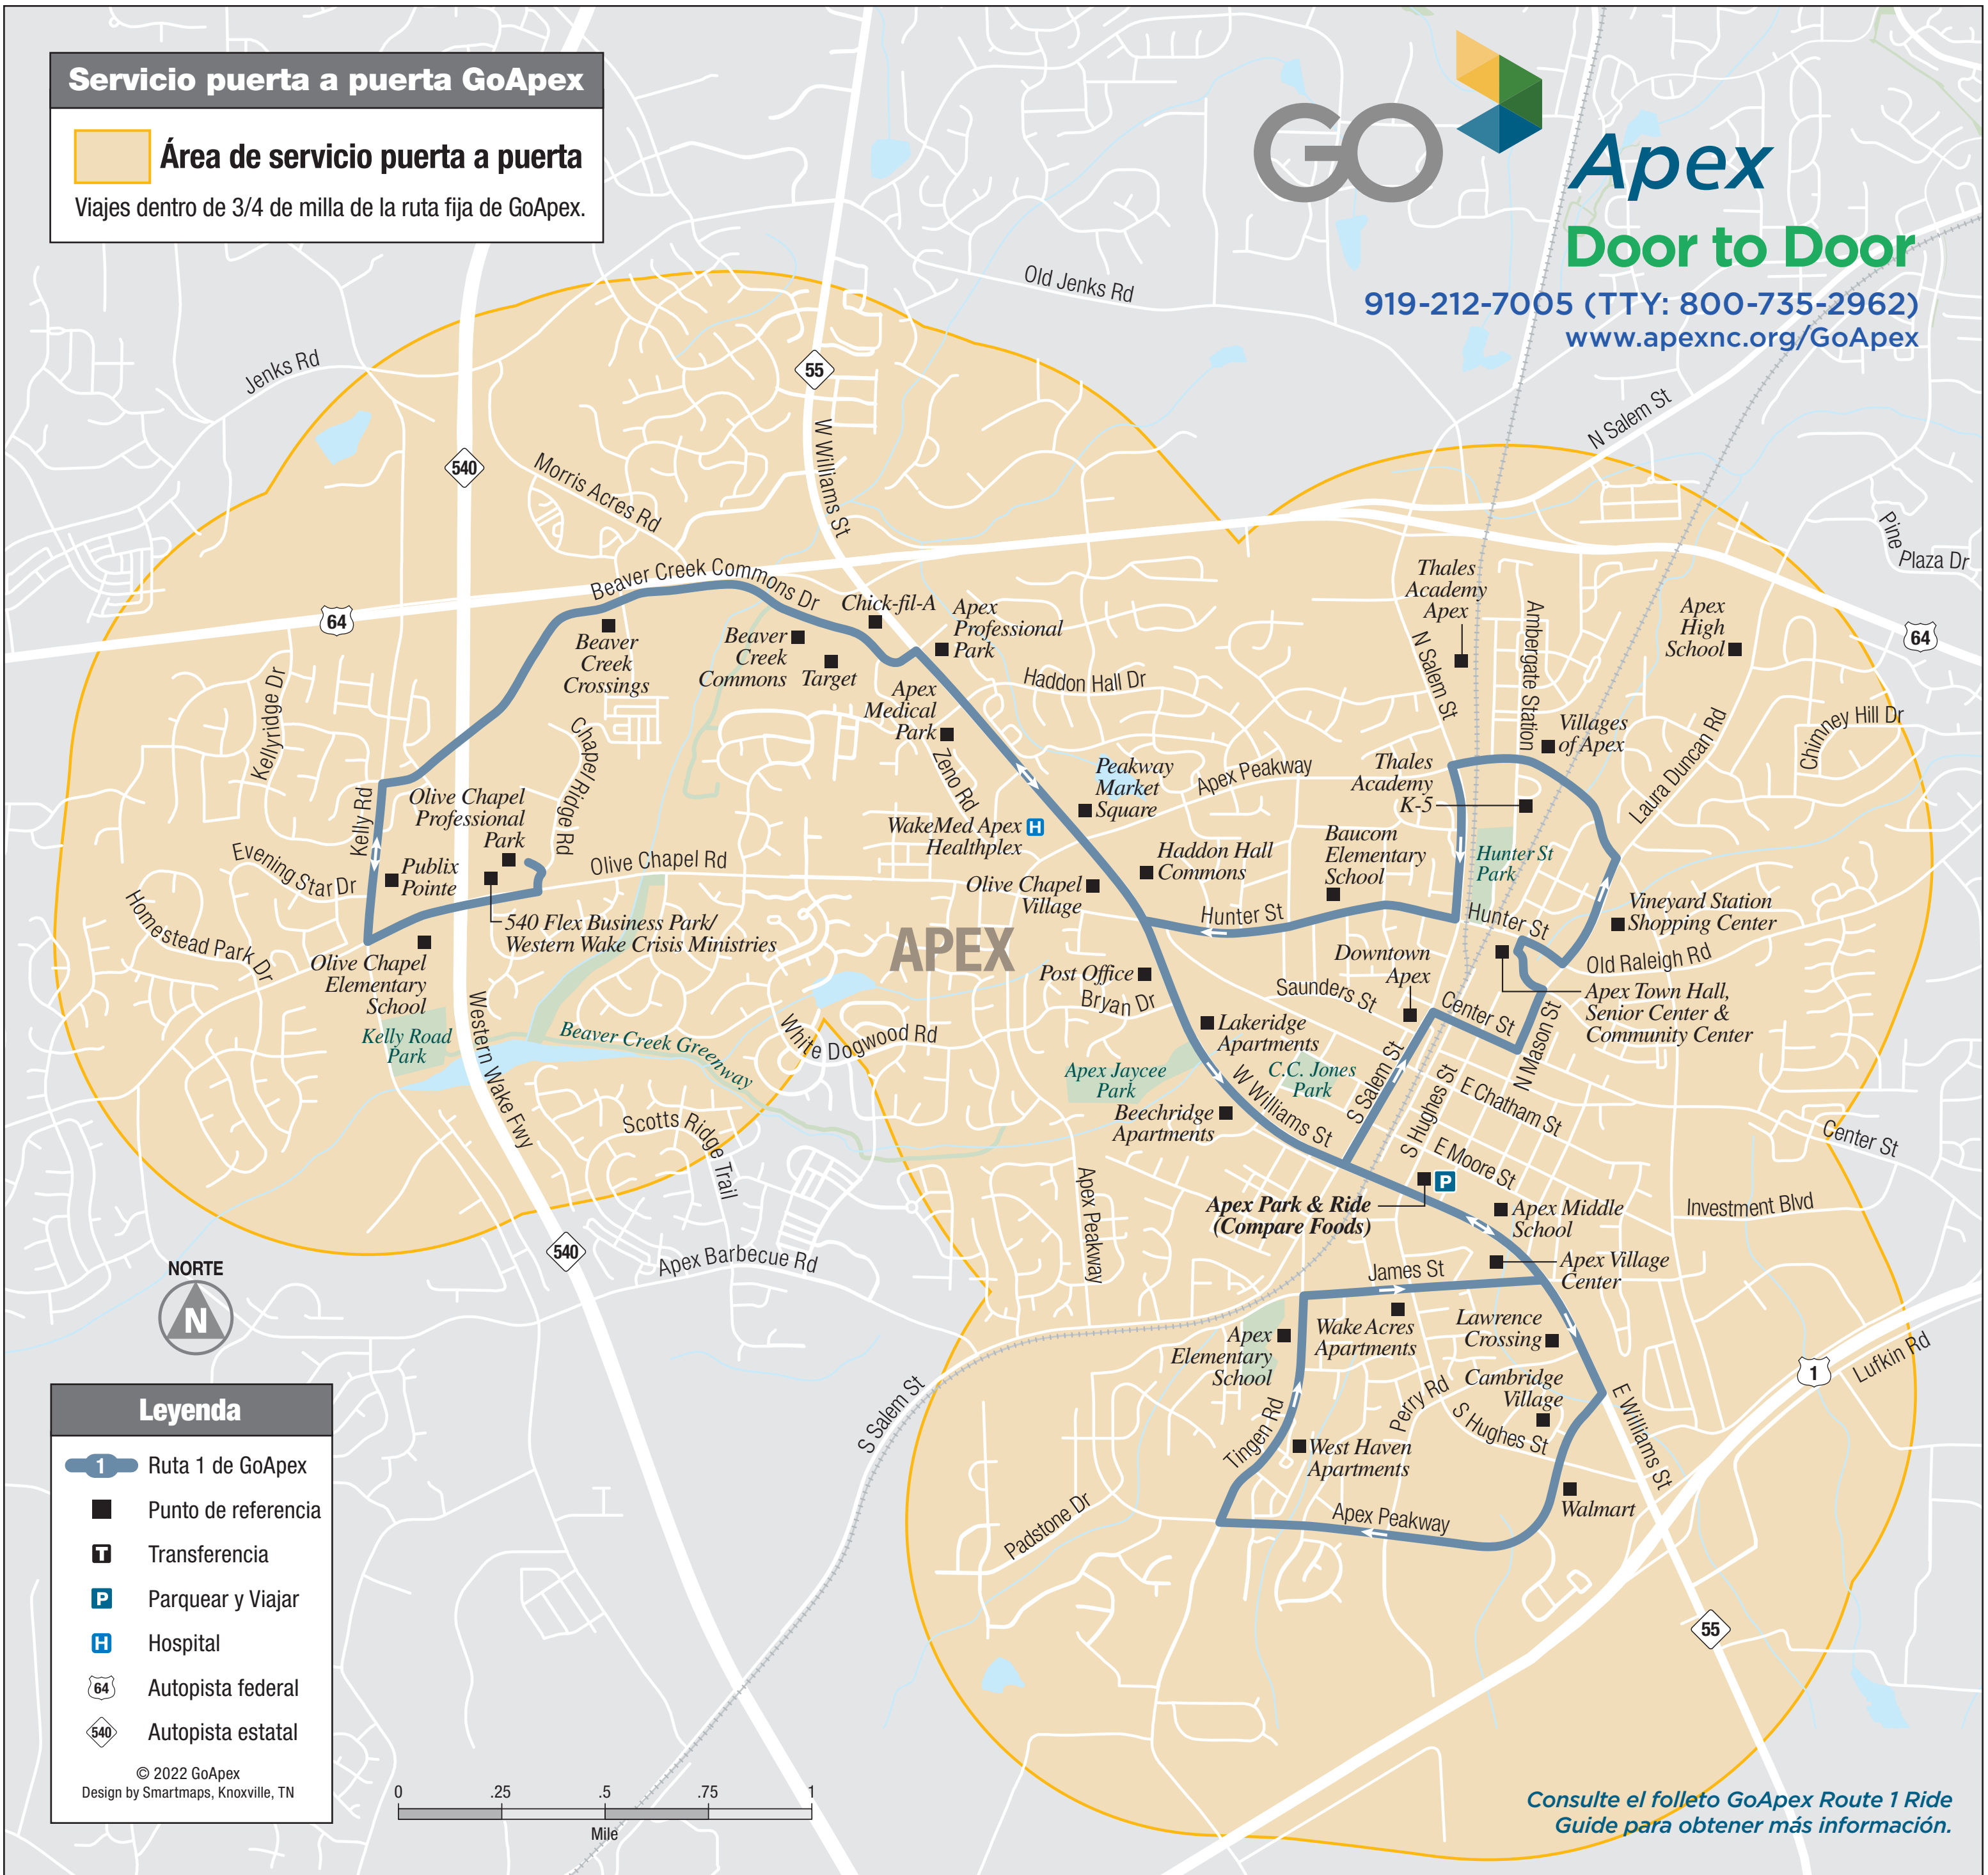 Servicio puerta a puerta GoApex
Área de servicio puerta a puerta
Viajes dentro de 3/4 de milla de la ruta fija de GoApex.
GO
Apex
Door to Door
919-212-7005 (TTY: 800-735-2962)
www.apexnc.org/GoApex
Old Jenks Rd
Jenks Rd
55
W Williams St
N Salem St
540
Morris Acres Rd
Pine
Plaza Dr
Beaver Creek Commons Dr
64
Chick-fil-A
Apex
Professional
Park
Beaver
Creek
Crossings
Beaver
Creek
Commons
Target
Thales
Academy
Apex
N Salem St
Ambergate Station
Apex
High
School
64
Haddon Hall Dr
Apex
Medical
Park
Zeno Rd
Kellyridge Dr
Chapel Ridge Rd
Villages
of Apex
Laura Duncan Rd
Chimney Hill Dr
Peakway
Market
Square
Apex Peakway
Thales
Academy
K-5
Kelly Rd
Olive Chapel
Professional
Park
WakeMed Apex
H
Healthplex
Baucom
Elementary
School
Hunter St
Park
Evening Star Dr
Publix
Pointe
Olive Chapel Rd
Haddon Hall
Commons
Olive Chapel
Village
Homestead Park Dr
540 Flex Business Park/
Western Wake Crisis Ministries
Hunter St
Hunter St
Vineyard Station
Shopping Center
Old Raleigh Rd
APEX
Olive Chapel
Elementary
School
Post Office
Bryan Dr
Downtown
Apex
Saunders St
Center St
Apex Town Hall,
Senior Center &
Community Center
N Mason St
Kelly Road
Park
Western Wake Fwy
Beaver Creek Greenway
White Dogwood Rd
Lakeridge
Apartments
Apex Jaycee
Park
C.C. Jones
Park
W Williams St
S Salem St
S Hughes St
E Chatham St
Beechridge
Apartments
Scotts Ridge Trail
Center St
E Moore St
Apex Peakway
P
Apex Park & Ride
(Compare Foods)
Apex Middle
School
Investment Blvd
540
Apex Barbecue Rd
Apex Village
Center
James St
NORTE
N
Apex
Elementary
School
Wake Acres
Apartments
Lawrence
Crossing
1
Lufkin Rd
S Salem St
Cambridge
Village
Perry Rd
S Hughes St
E Williams St
Tingen Rd
West Haven
Apartments
Walmart
Padstone Dr
Apex Peakway
55
Leyenda
1
Ruta 1 de GoApex
Punto de referencia
T
Transferencia
P
Parquear y Viajar
H
Hospital
64
Autopista federal
540
Autopista estatal
© 2022 GoApex
Design by Smartmaps, Knoxville, TN
0 .25 .5 .75 1
Mile
Consulte el folleto GoApex Route 1 Ride
Guide para obtener más información.